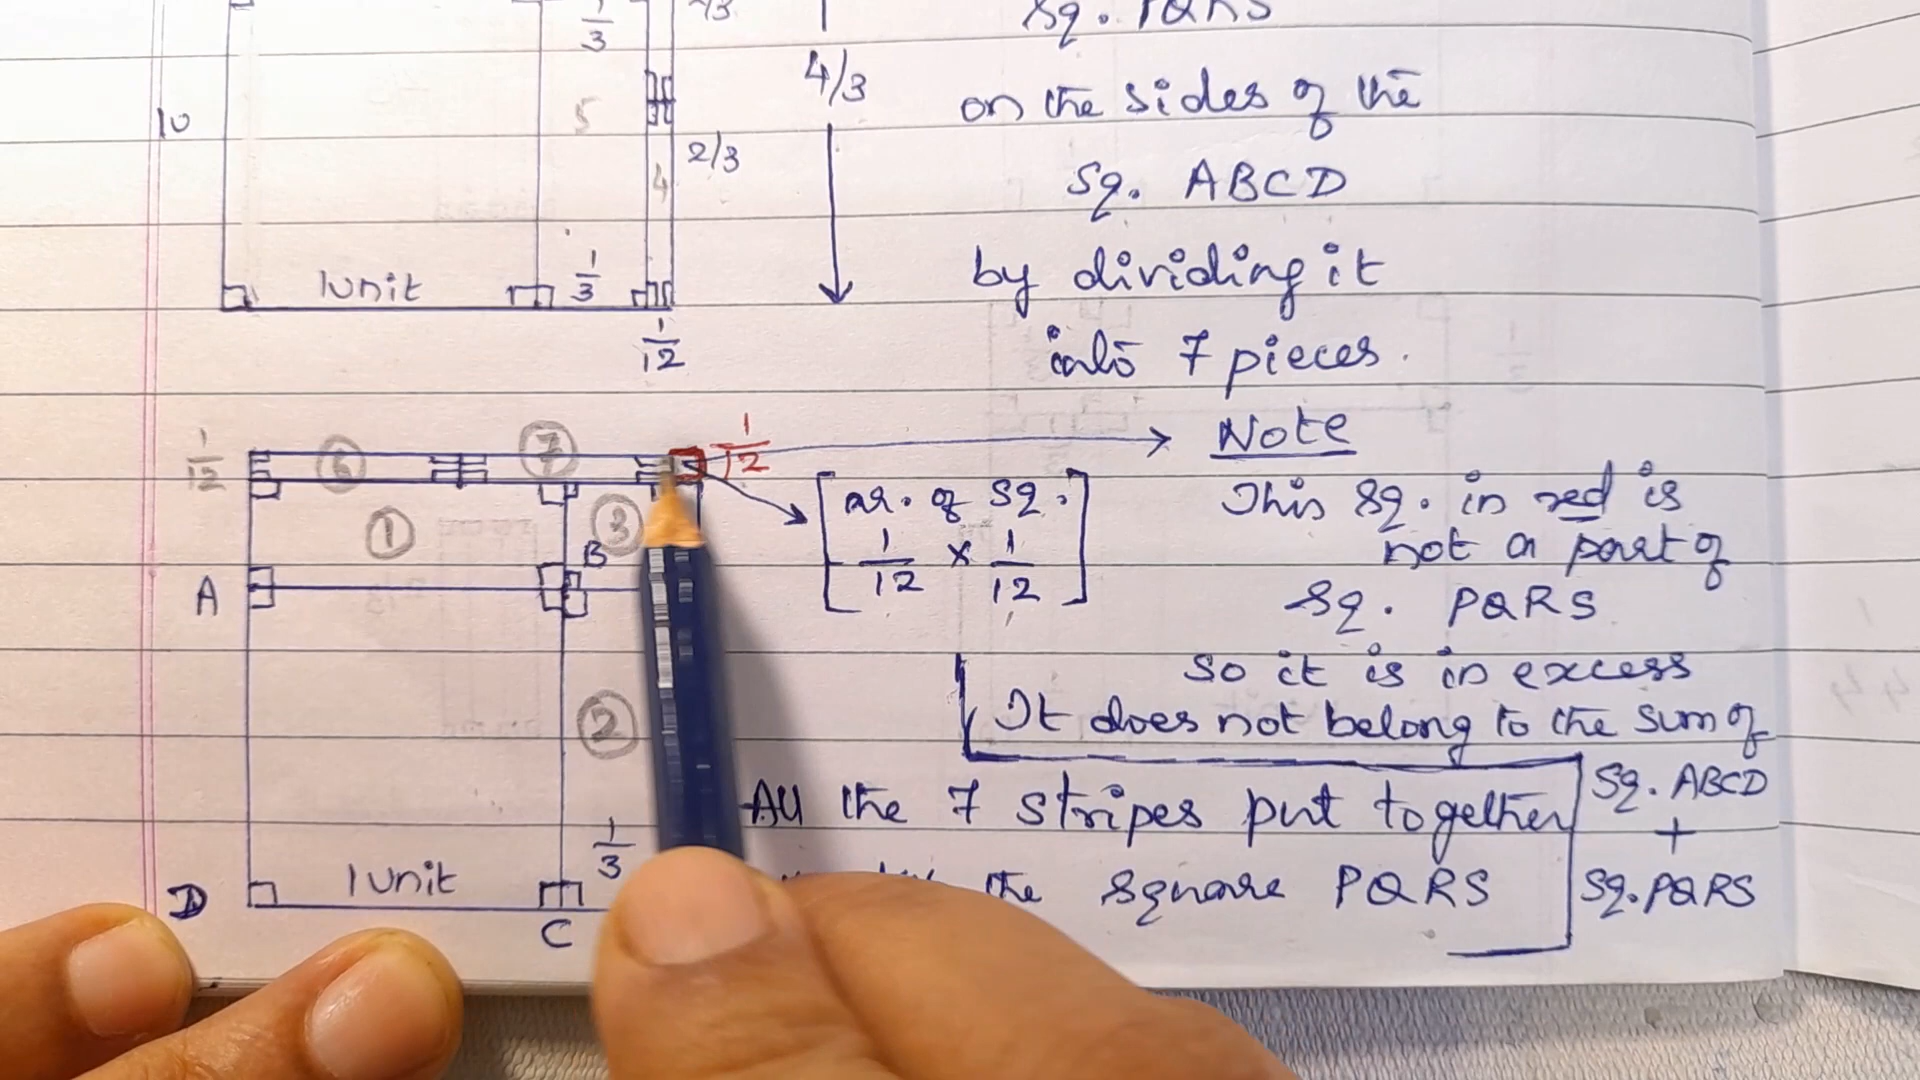 1/3
Sq. PQRS
4/3
on the sides of the
10
5
2/3
4
Sq. ABCD
by dividing it
1 unit
1/3
1/12
into 7 pieces.
1/12
6
7
1/12
Note
1
3
ar. of Sq.
1/12 × 1/12
This Sq. in red is
not a part of
A
B
Sq. PQRS
so it is in excess
2
It does not belong to the sum of
Sq. ABCD
+
Sq. PQRS
All the 7 stripes put together
1/3
D
1 unit
C
the square PQRS